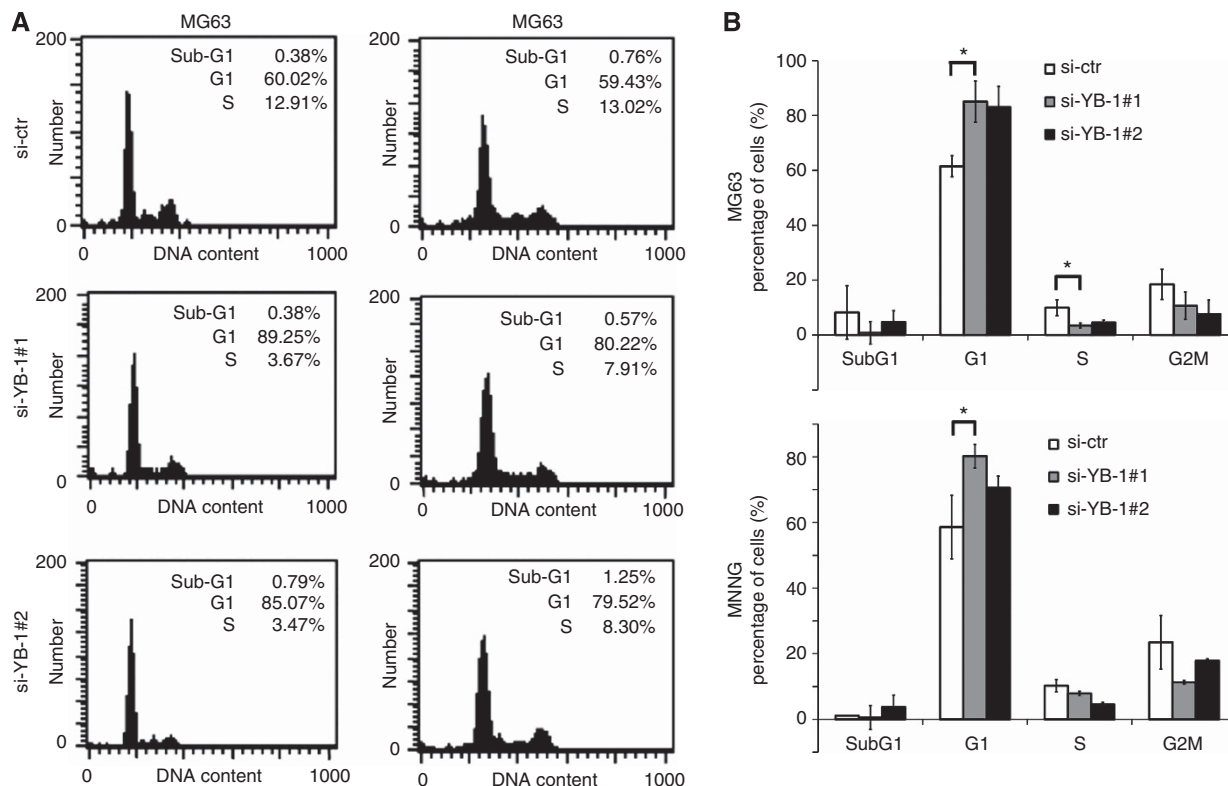 A
MG63
MG63
si-ctr
Number
200
0
Sub-G1 0.38%
G1 60.02%
S 12.91%
0 DNA content 1000
Number
200
0
Sub-G1 0.76%
G1 59.43%
S 13.02%
0 DNA content 1000
si-YB-1#1
Number
200
0
Sub-G1 0.38%
G1 89.25%
S 3.67%
0 DNA content 1000
Number
200
0
Sub-G1 0.57%
G1 80.22%
S 7.91%
0 DNA content 1000
si-YB-1#2
Number
200
0
Sub-G1 0.79%
G1 85.07%
S 3.47%
0 DNA content 1000
Number
200
0
Sub-G1 1.25%
G1 79.52%
S 8.30%
0 DNA content 1000
B
MG63
percentage of cells (%)
100
80
60
40
20
0
*
*
si-ctr
si-YB-1#1
si-YB-1#2
SubG1 G1 S G2M
MNNG
percentage of cells (%)
80
60
40
20
0
*
si-ctr
si-YB-1#1
si-YB-1#2
SubG1 G1 S G2M